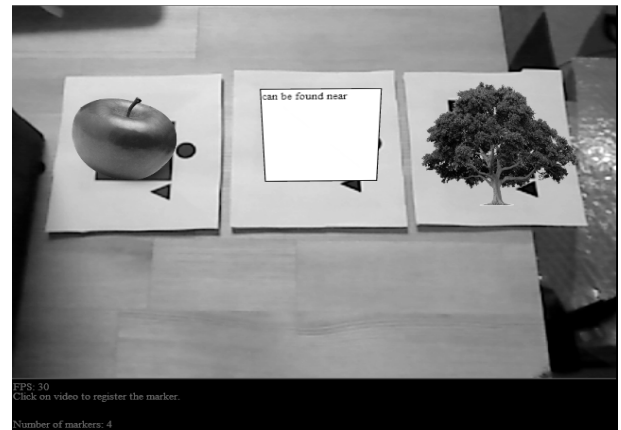 can be found near
FPS: 30
Click on video to register the marker.
Number of markers: 4